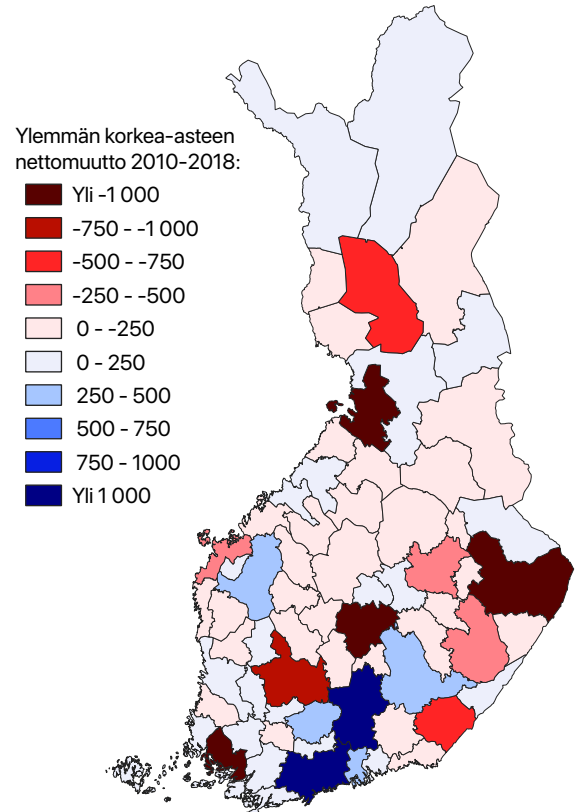 Ylemmän korkea-asteen
nettomuutto 2010-2018:
Yli -1 000
-750 - -1 000
-500 - -750
-250 - -500
0 - -250
0 - 250
250 - 500
500 - 750
750 - 1000
Yli 1 000